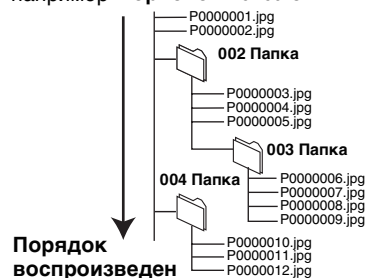 P0000001.jpg
P0000002.jpg
002 Папка
P0000003.jpg
P0000004.jpg
P0000005.jpg
003 Папка
P0000006.jpg
P0000007.jpg
P0000008.jpg
P0000009.jpg
004 Папка
P0000010.jpg
P0000011.jpg
P0000012.jpg
Порядок
воспроизведен